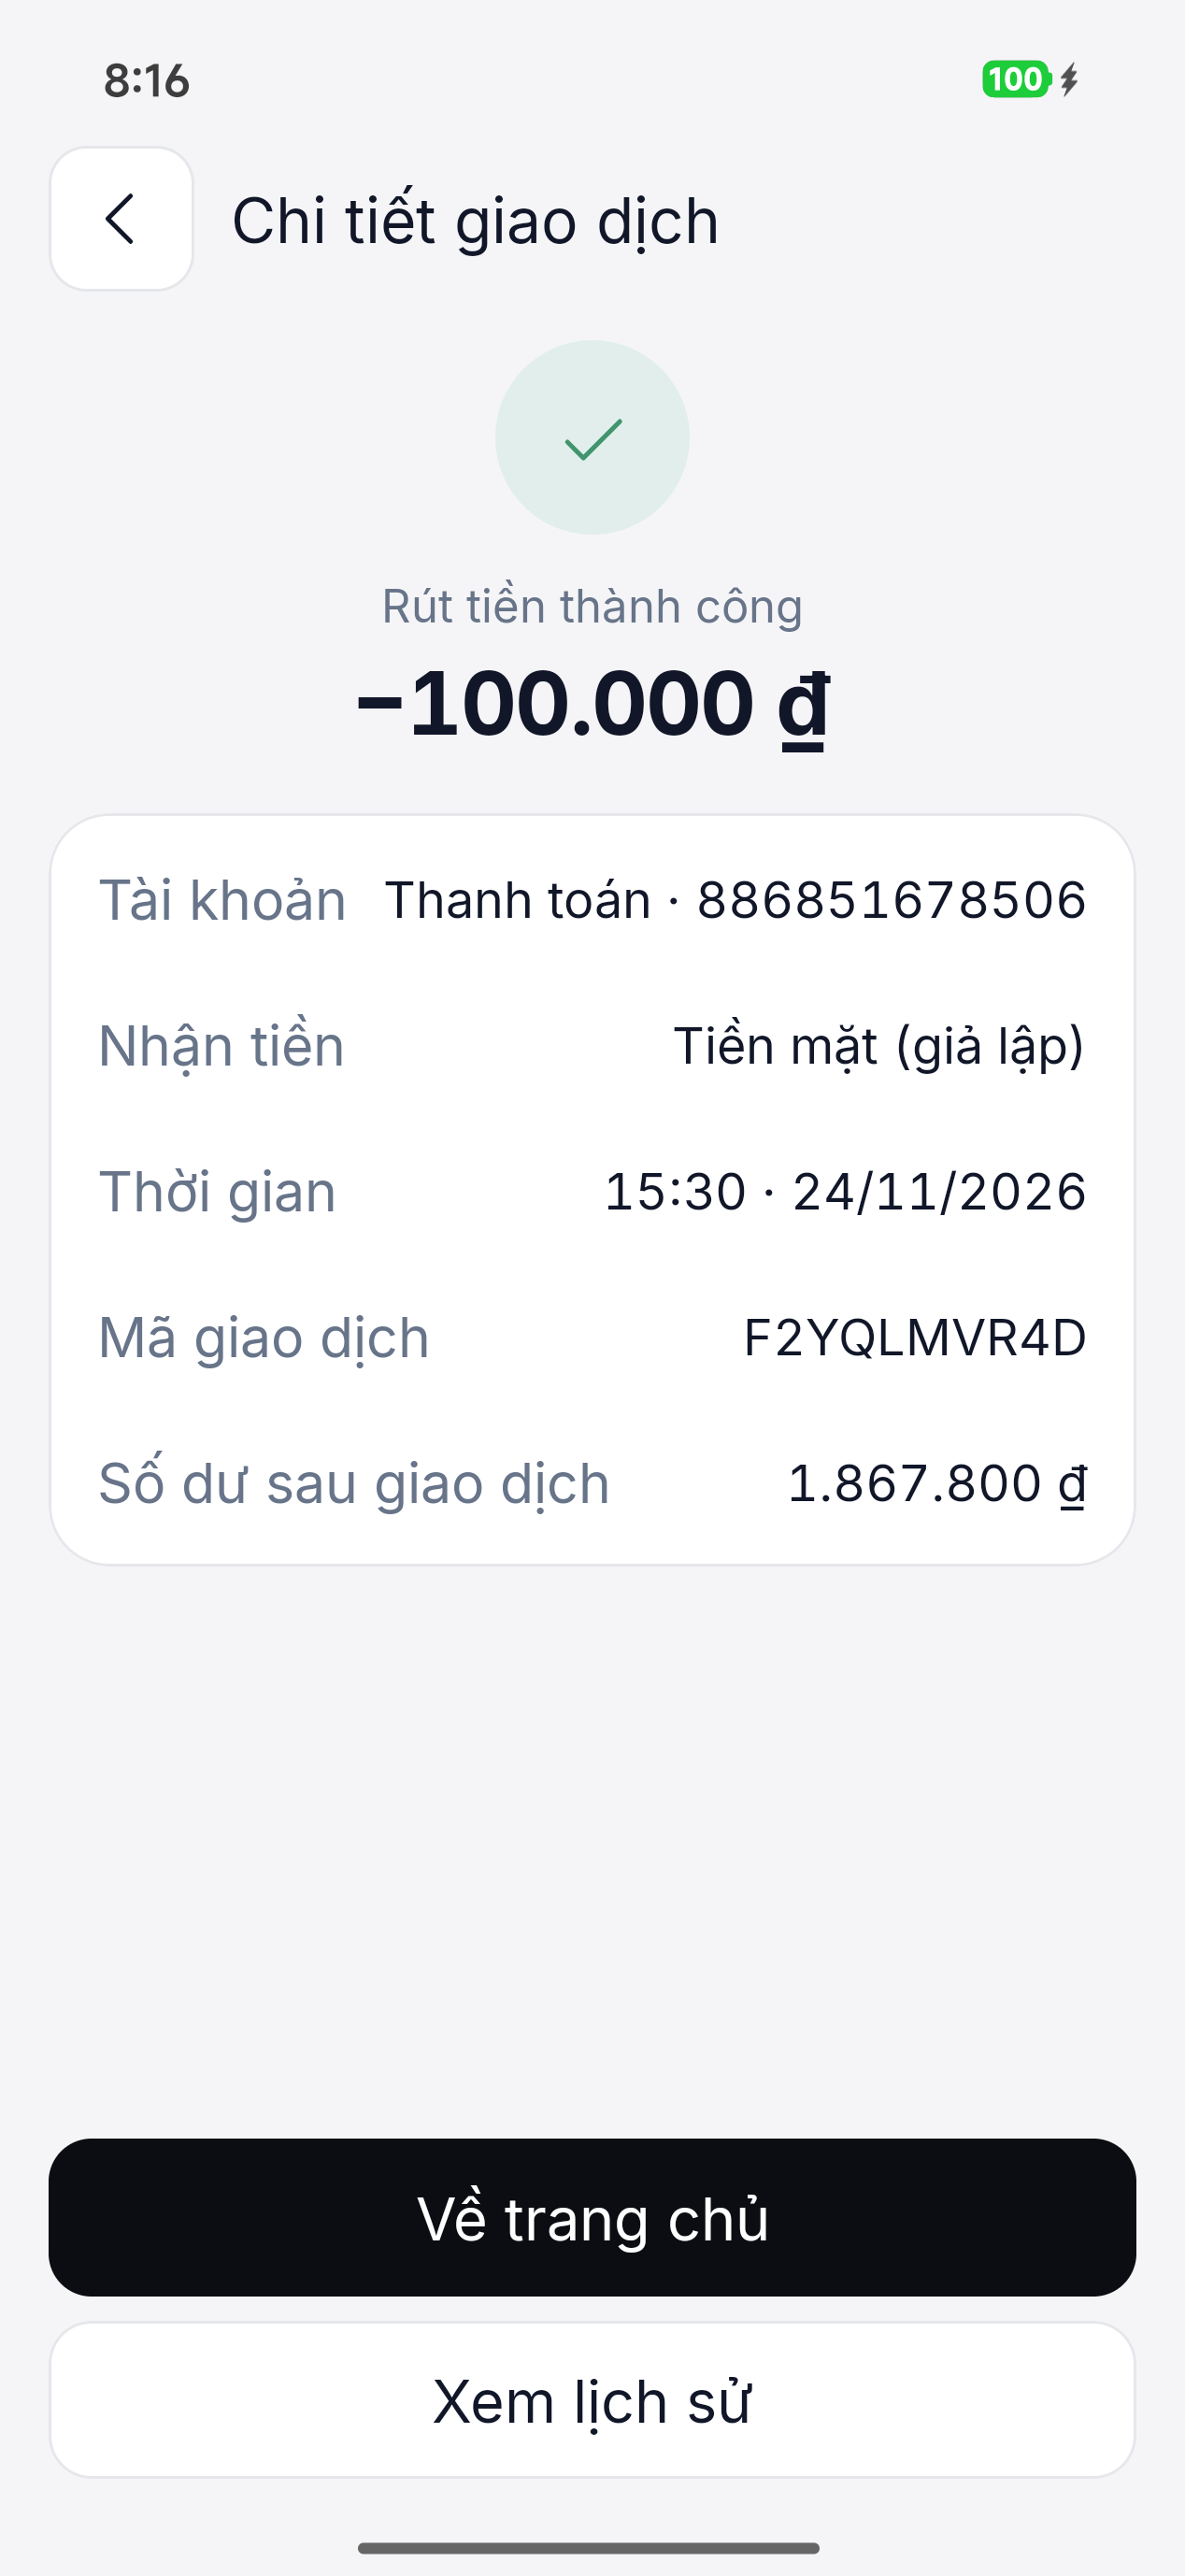 8:16
100
Chi tiết giao dịch
Rút tiền thành công
−100.000 ₫
Tài khoản Thanh toán · 886851678506
Nhận tiền Tiền mặt (giả lập)
Thời gian 15:30 · 24/11/2026
Mã giao dịch F2YQLMVR4D
Số dư sau giao dịch 1.867.800 ₫
Về trang chủ
Xem lịch sử